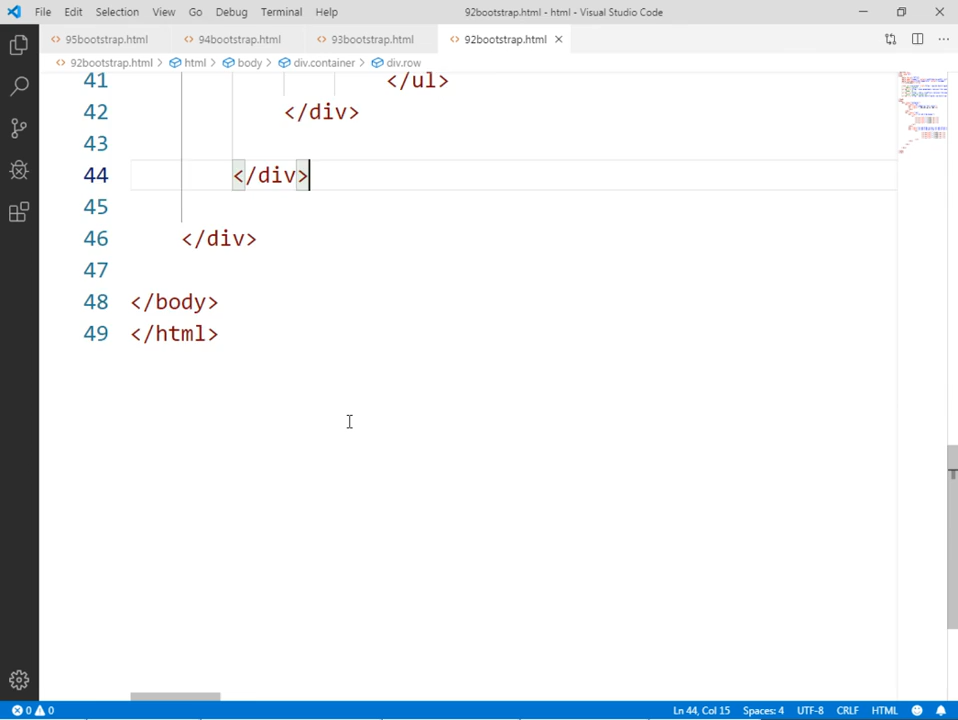 File Edit Selection View Go Debug Terminal Help 92bootstrap.html - html - Visual Studio Code
95bootstrap.html 94bootstrap.html 93bootstrap.html 92bootstrap.html
92bootstrap.html › html › body › div.container › div.row
41 </ul>
42 </div>
43
44 </div>
45
46 </div>
47
48 </body>
49 </html>
0 0 Ln 44, Col 15 Spaces: 4 UTF-8 CRLF HTML